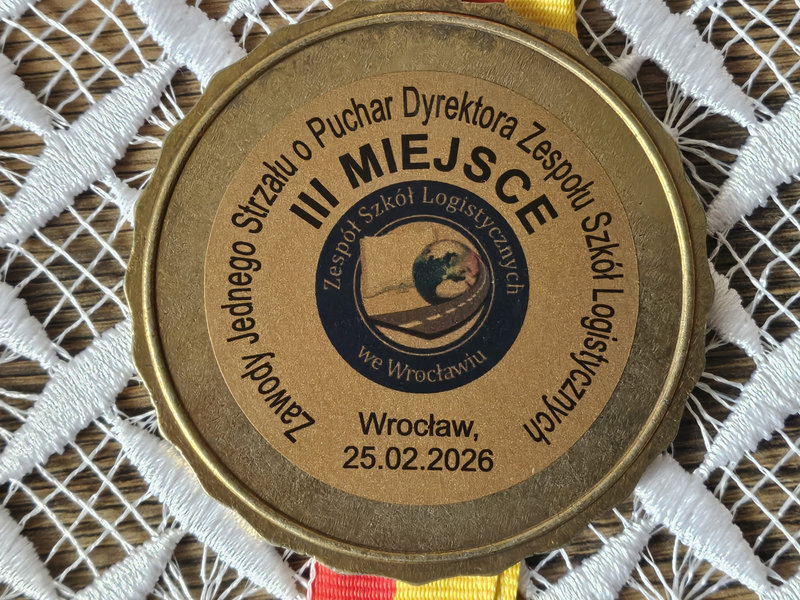 Zawody Jednego Strzału o Puchar Dyrektora Zespołu Szkół Logistycznych
III MIEJSCE
Zespół Szkół Logistycznych
we Wrocławiu
Wrocław,
25.02.2026